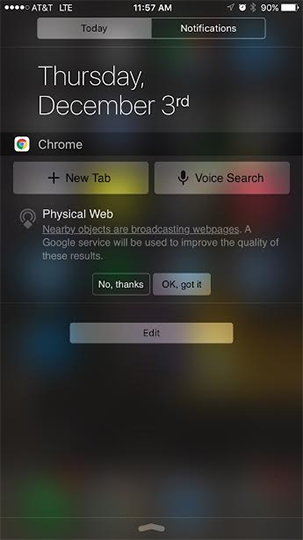 AT&T LTE 11:57 AM 90%
Today Notifications
Thursday,
December 3rd
Chrome
+ New Tab Voice Search
Physical Web
Nearby objects are broadcasting webpages. A
Google service will be used to improve the quality of
these results.
No, thanks OK, got it
Edit